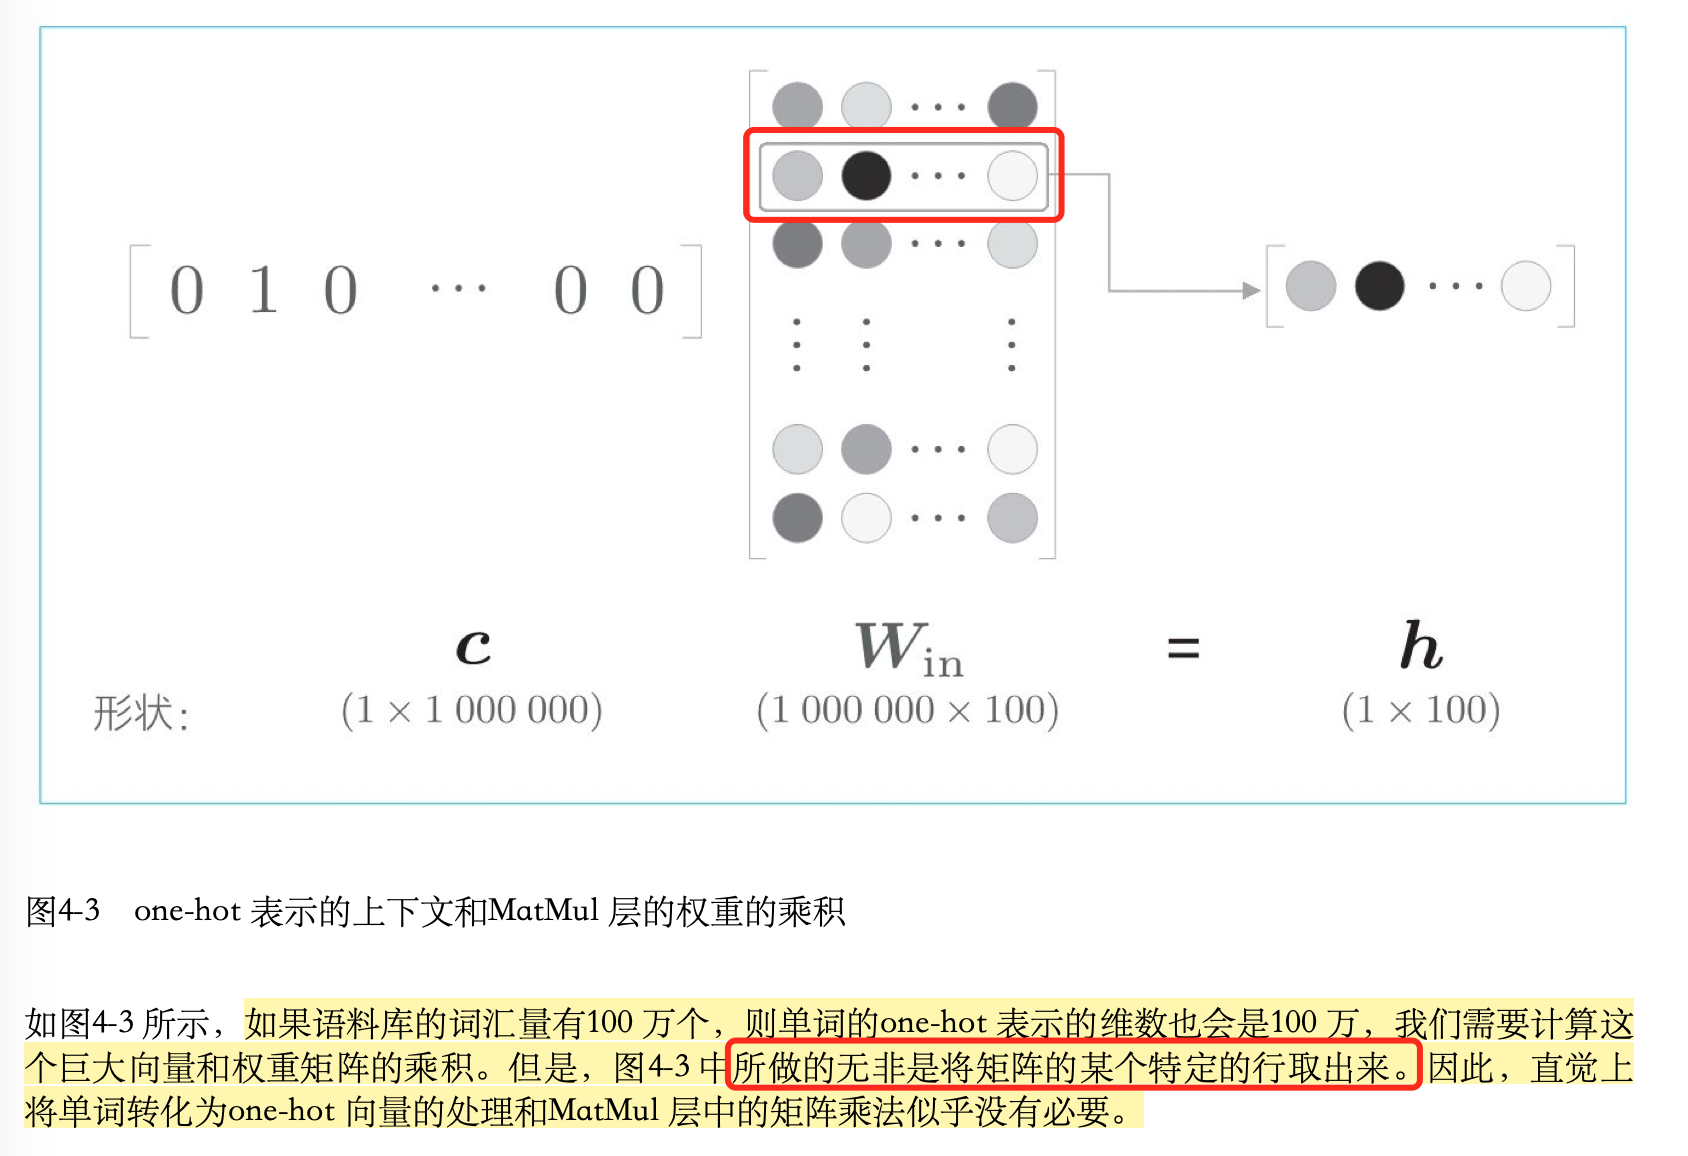 0 1 0 ··· 0 0
c W_in = h
形状： (1 × 1 000 000) (1 000 000 × 100) (1 × 100)
图4-3 one-hot 表示的上下文和MatMul 层的权重的乘积
如图4-3 所示，如果语料库的词汇量有100 万个，则单词的one-hot 表示的维数也会是100 万，我们需要计算这
个巨大向量和权重矩阵的乘积。但是，图4-3 中所做的无非是将矩阵的某个特定的行取出来。因此，直觉上
将单词转化为one-hot 向量的处理和MatMul 层中的矩阵乘法似乎没有必要。